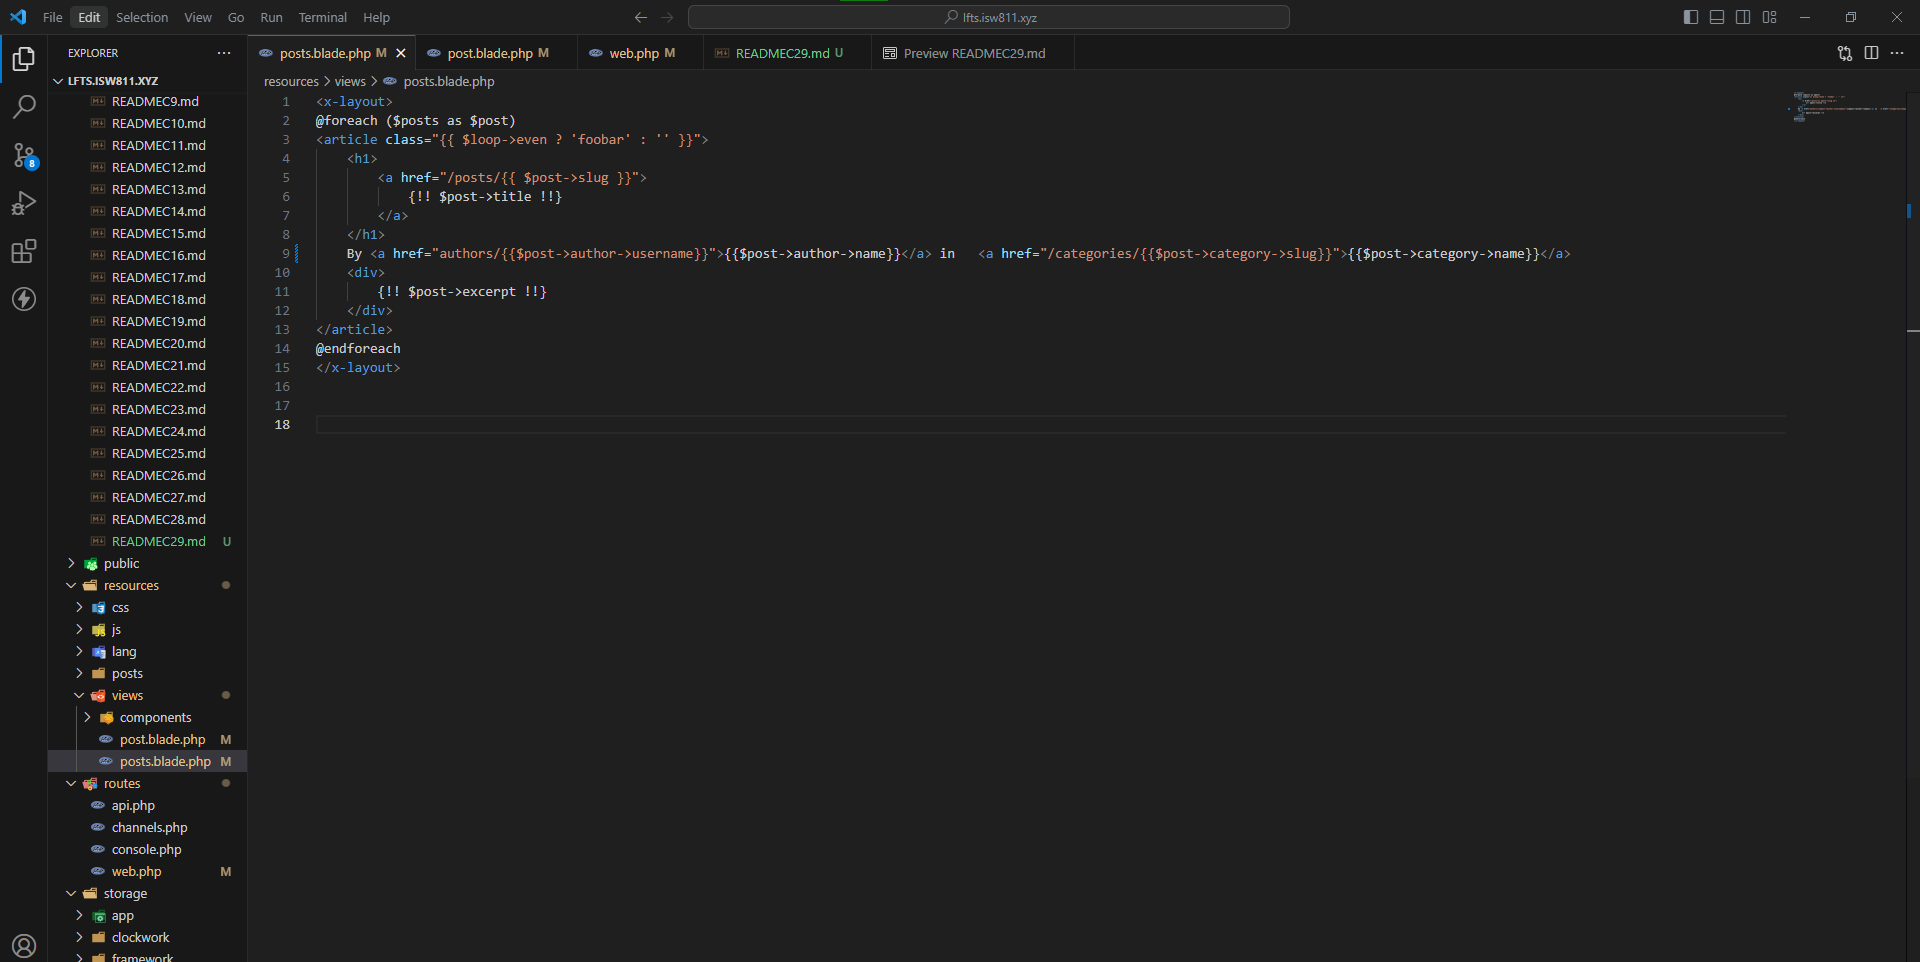 File Edit Selection View Go Run Terminal Help
lfts.isw811.xyz
EXPLORER
posts.blade.php M
post.blade.php M
web.php M
READMEC29.md U
Preview READMEC29.md
LFTS.ISW811.XYZ
resources > views > posts.blade.php
READMEC9.md
READMEC10.md
READMEC11.md
READMEC12.md
READMEC13.md
READMEC14.md
READMEC15.md
READMEC16.md
READMEC17.md
READMEC18.md
READMEC19.md
READMEC20.md
READMEC21.md
READMEC22.md
READMEC23.md
READMEC24.md
READMEC25.md
READMEC26.md
READMEC27.md
READMEC28.md
READMEC29.md U
public
resources
css
js
lang
posts
views
components
post.blade.php M
posts.blade.php M
routes
api.php
channels.php
console.php
web.php M
storage
app
clockwork
framework
8
1 <x-layout>
2 @foreach ($posts as $post)
3 <article class="{{ $loop->even ? 'foobar' : '' }}">
4 <h1>
5 <a href="/posts/{{ $post->slug }}">
6 {!! $post->title !!}
7 </a>
8 </h1>
9 By <a href="authors/{{$post->author->username}}">{{$post->author->name}}</a> in   <a href="/categories/{{$post->category->slug}}">{{$post->category->name}}</a>
10 <div>
11 {!! $post->excerpt !!}
12 </div>
13 </article>
14 @endforeach
15 </x-layout>
16
17
18